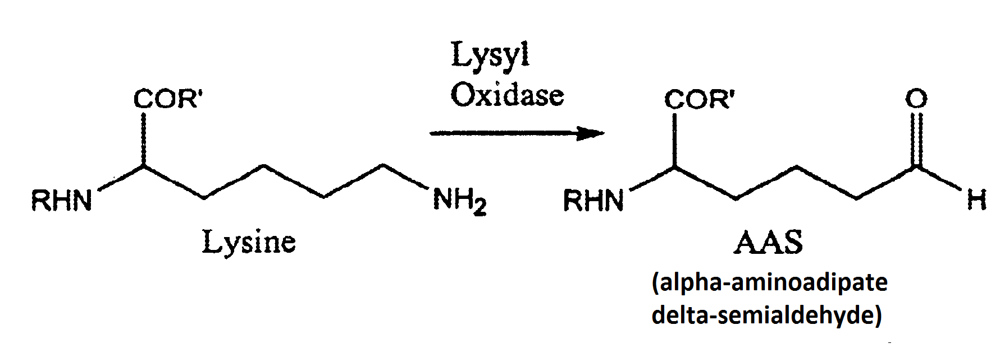 Lysyl
Oxidase
COR'
RHN
NH2
Lysine
COR'
O
RHN
H
AAS
(alpha-aminoadipate
delta-semialdehyde)